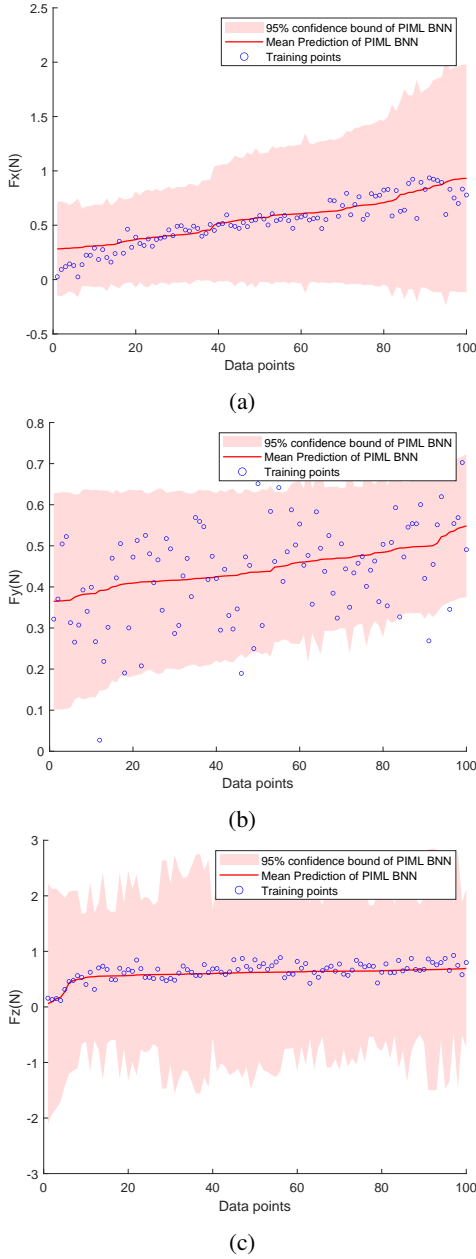 2.5
2
1.5
1
0.5
0
-0.5
Fx(N)
95% confidence bound of PIML BNN
Mean Prediction of PIML BNN
Training points
0 20 40 60 80 100
Data points
(a)
0.8
0.7
0.6
0.5
0.4
0.3
0.2
0.1
0
Fy(N)
95% confidence bound of PIML BNN
Mean Prediction of PIML BNN
Training points
0 20 40 60 80 100
Data points
(b)
3
2
1
0
-1
-2
-3
Fz(N)
95% confidence bound of PIML BNN
Mean Prediction of PIML BNN
Training points
0 20 40 60 80 100
Data points
(c)